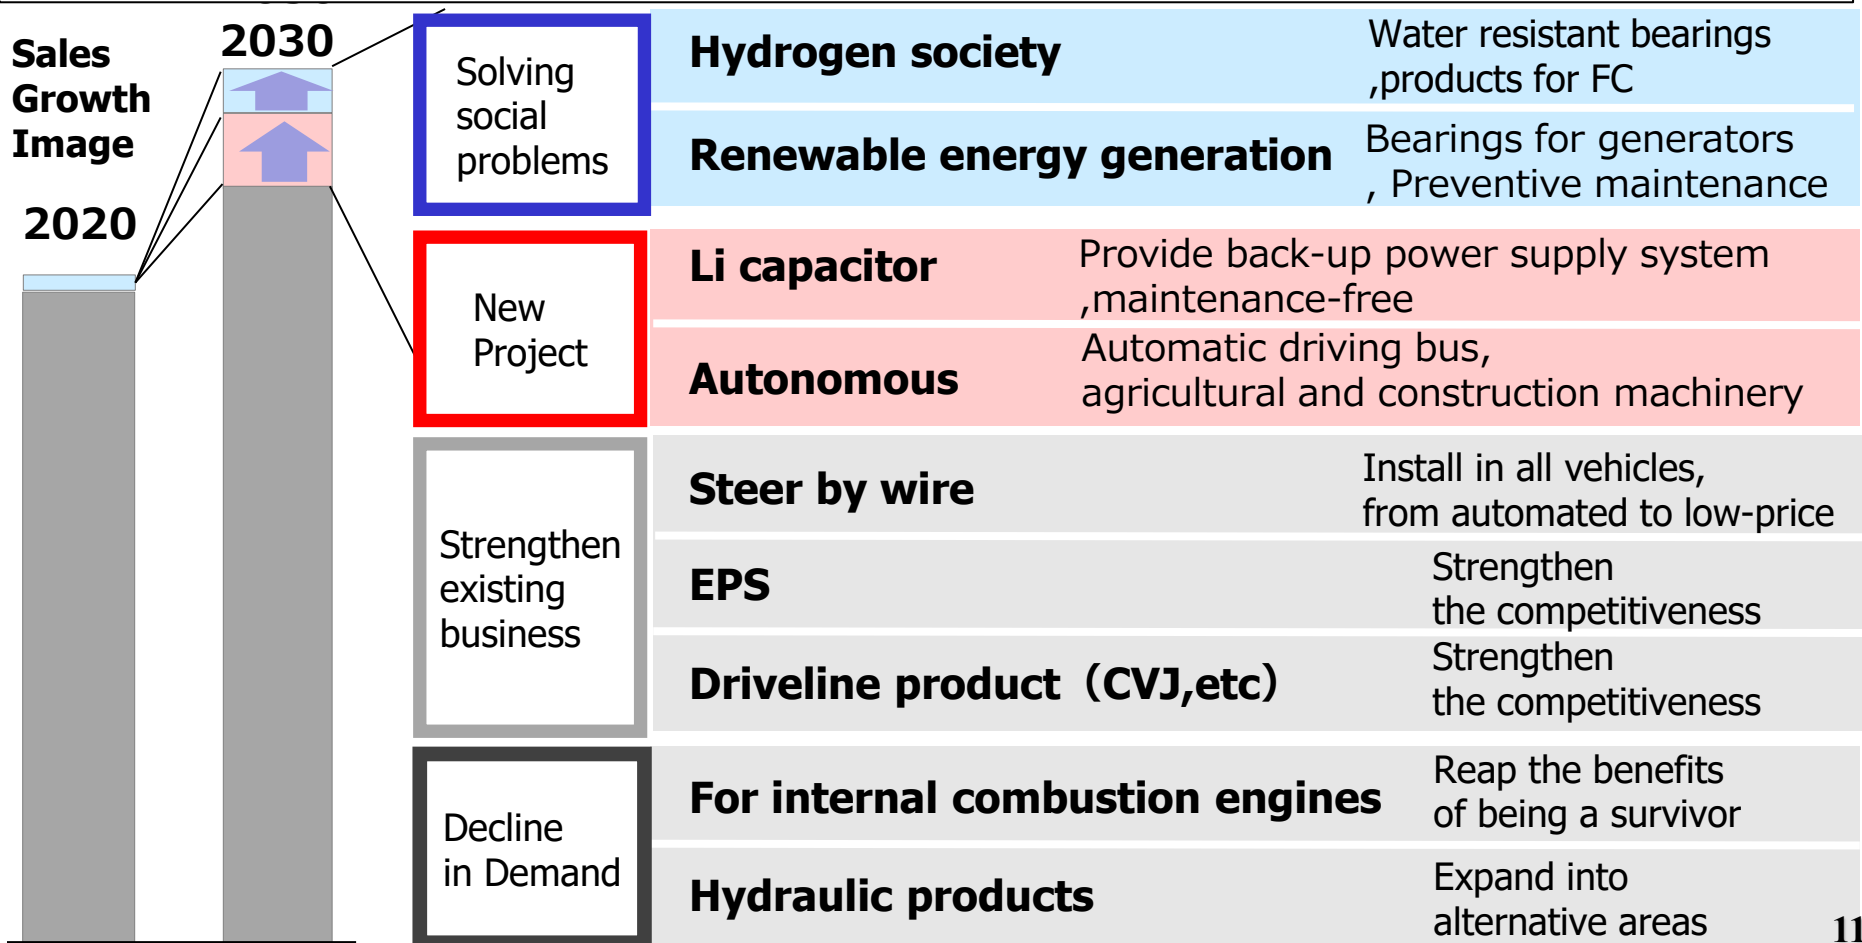 Sales
Growth
Image
2030
2020
Solving
social
problems
Hydrogen society
Water resistant bearings
,products for FC
Renewable energy generation
Bearings for generators
, Preventive maintenance
New
Project
Li capacitor
Provide back-up power supply system
,maintenance-free
Autonomous
Automatic driving bus,
agricultural and construction machinery
Strengthen
existing
business
Steer by wire
Install in all vehicles,
from automated to low-price
EPS
Strengthen
the competitiveness
Driveline product（CVJ,etc）
Strengthen
the competitiveness
Decline
in Demand
For internal combustion engines
Reap the benefits
of being a survivor
Hydraulic products
Expand into
alternative areas
11